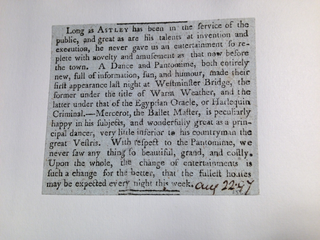 Long as ASTLEY has been in the service of the
public, and great as are his talents at invention and
execution, he never gave us an entertainment so re-
plete with novelty and amusement as that now before
the town. A Dance and Pantomime, both entirely
new, full of information, fun, and humour, made their
first appearance last night at Westminster Bridge, the
former under the title of Warm Weather, and the
latter under that of the Egyptian Oracle, or Harlequin
Criminal.—Mercerot, the Ballet Master, is peculiarly
happy in his subject, and wonderfully great as a prin-
cipal dancer, very little inferior to his countryman the
great Vestris. With respect to the Pantomime, we
never saw any thing so beautiful, grand, and costly.
Upon the whole, the change of entertainments is
such a change for the better, that the fullest houses
may be expected every night this week. Aug 22-97